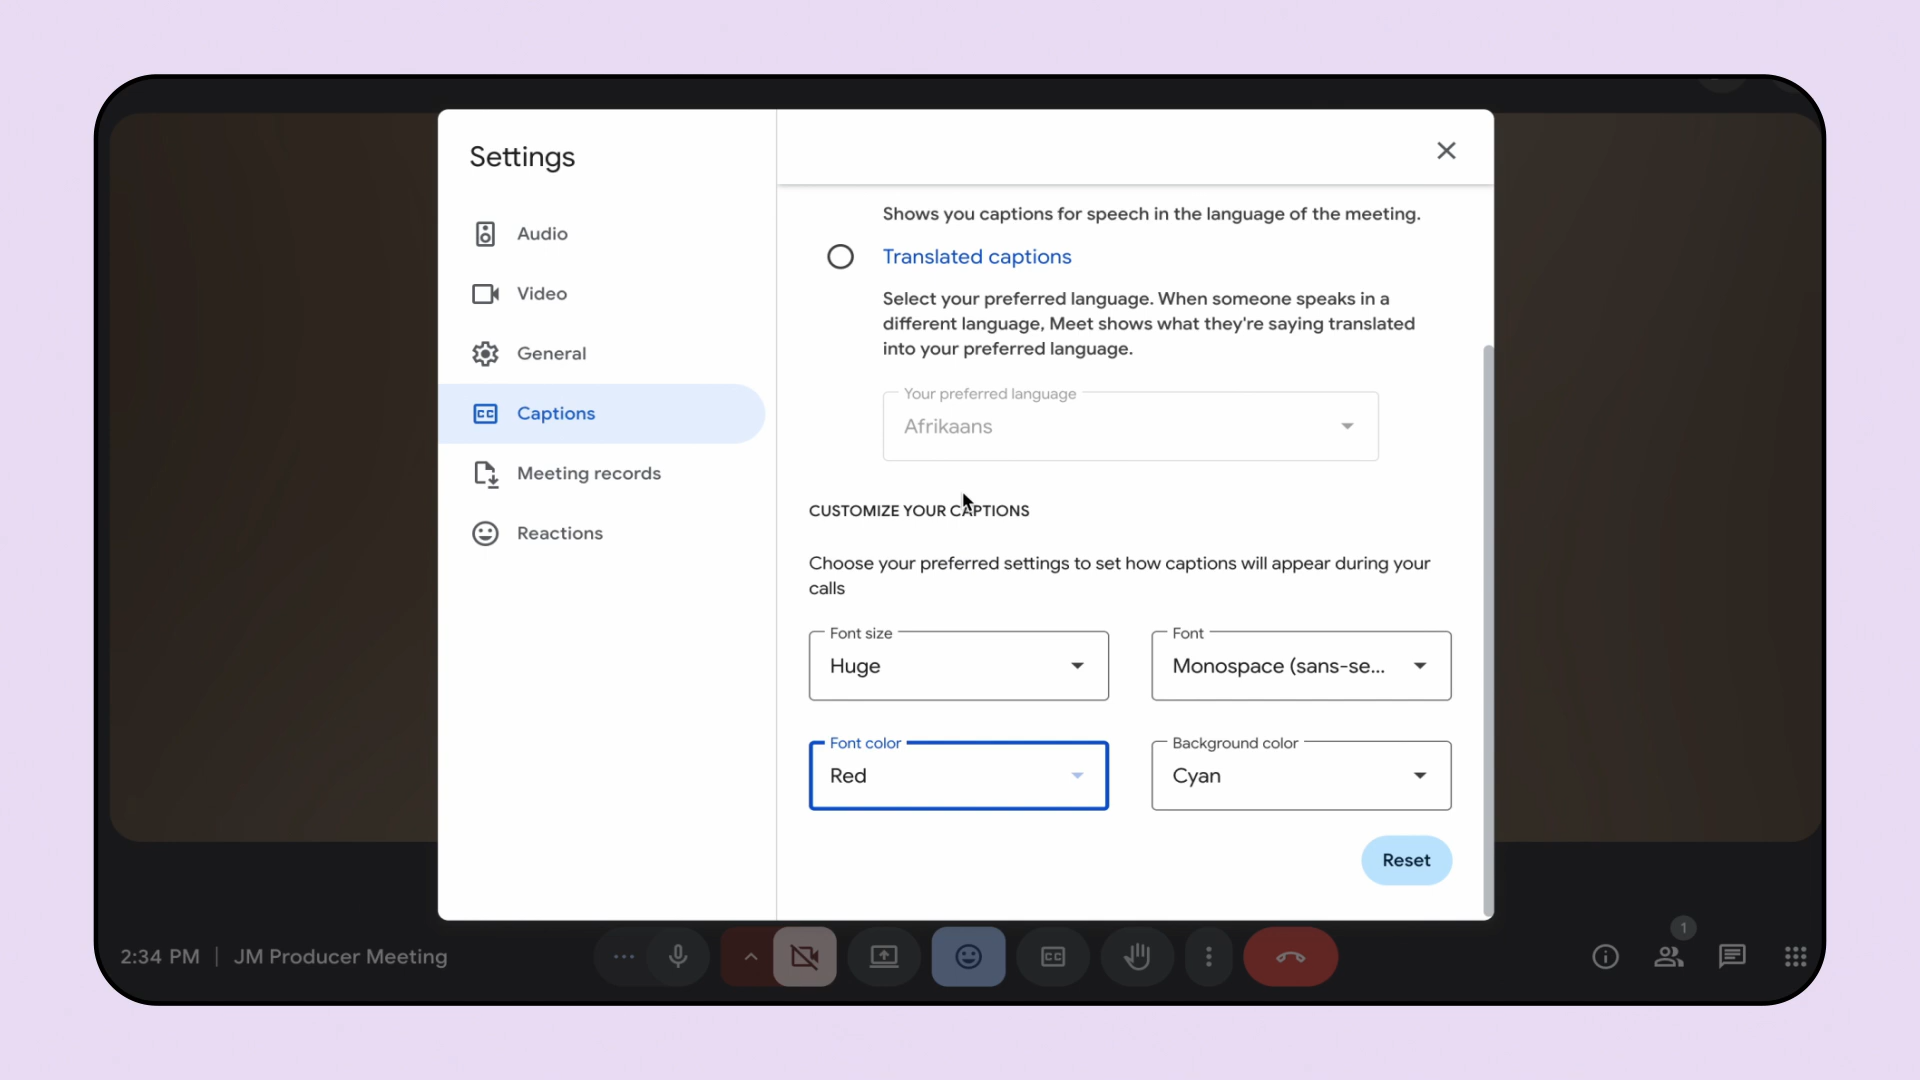 Settings
Audio
Video
General
Captions
Meeting records
Reactions
Shows you captions for speech in the language of the meeting.
Translated captions
Select your preferred language. When someone speaks in a
different language, Meet shows what they're saying translated
into your preferred language.
Your preferred language
Afrikaans
CUSTOMIZE YOUR CAPTIONS
Choose your preferred settings to set how captions will appear during your
calls
Font size
Huge
Font
Monospace (sans-se...
Font color
Red
Background color
Cyan
Reset
2:34 PM | JM Producer Meeting
1